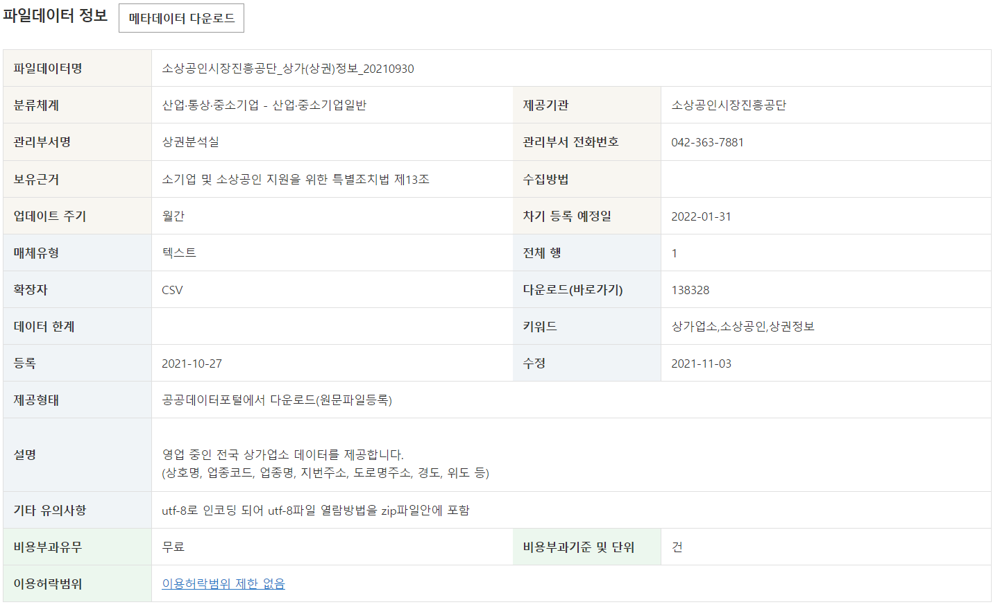 파일데이터 정보
메타데이터 다운로드
파일데이터명 소상공인시장진흥공단_상가(상권)정보_20210930
분류체계 산업·통상·중소기업 - 산업·중소기업일반 제공기관 소상공인시장진흥공단
관리부서명 상권분석실 관리부서 전화번호 042-363-7881
보유근거 소기업 및 소상공인 지원을 위한 특별조치법 제13조 수집방법
업데이트 주기 월간 차기 등록 예정일 2022-01-31
매체유형 텍스트 전체 행 1
확장자 CSV 다운로드(바로가기) 138328
데이터 한계 키워드 상가업소,소상공인,상권정보
등록 2021-10-27 수정 2021-11-03
제공형태 공공데이터포털에서 다운로드(원문파일등록)
설명 영업 중인 전국 상가업소 데이터를 제공합니다.
(상호명, 업종코드, 업종명, 지번주소, 도로명주소, 경도, 위도 등)
기타 유의사항 utf-8로 인코딩 되어 utf-8파일 열람방법을 zip파일안에 포함
비용부과유무 무료 비용부과기준 및 단위 건
이용허락범위 이용허락범위 제한 없음